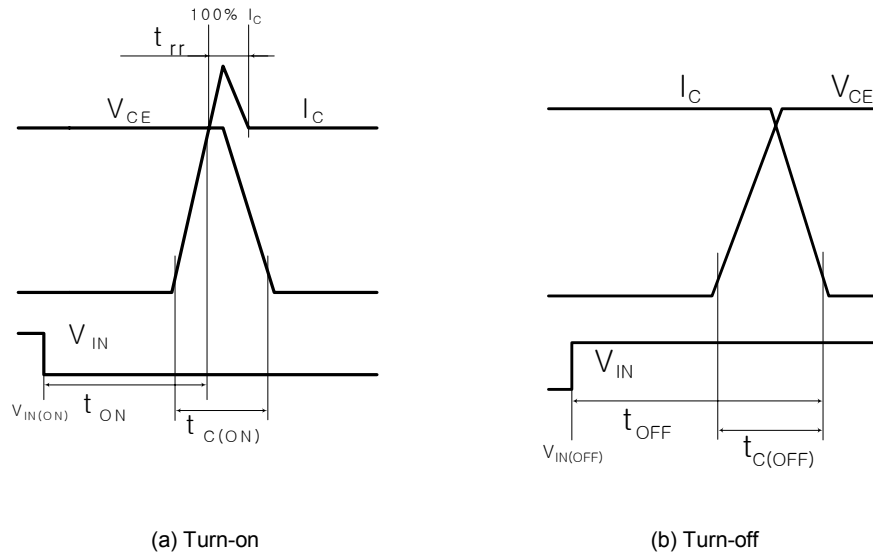 100% I_C
t_rr
V_CE
I_C
V_IN
t_ON
V_IN(ON)
t_C(ON)
(a) Turn-on
I_C
V_CE
V_IN
t_OFF
V_IN(OFF)
t_C(OFF)
(b) Turn-off